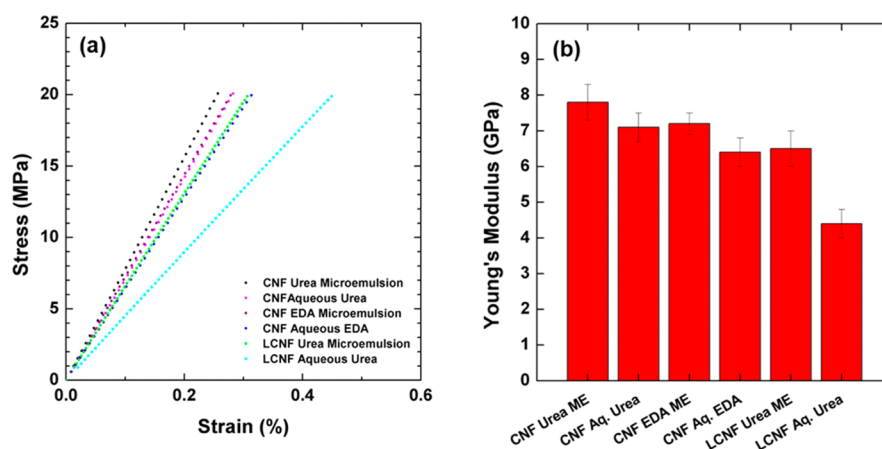 (a)
25
20
15
10
5
0
Stress (MPa)
CNF Urea Microemulsion
CNFAqueous Urea
CNF EDA Microemulsion
CNF Aqueous EDA
LCNF Urea Microemulsion
LCNF Aqueous Urea
0.0 0.2 0.4 0.6
Strain (%)
(b)
10
9
8
7
6
5
4
3
2
1
0
Young's Modulus (GPa)
CNF Urea ME
CNF Aq. Urea
CNF EDA ME
CNF Aq. EDA
LCNF Urea ME
LCNF Aq. Urea